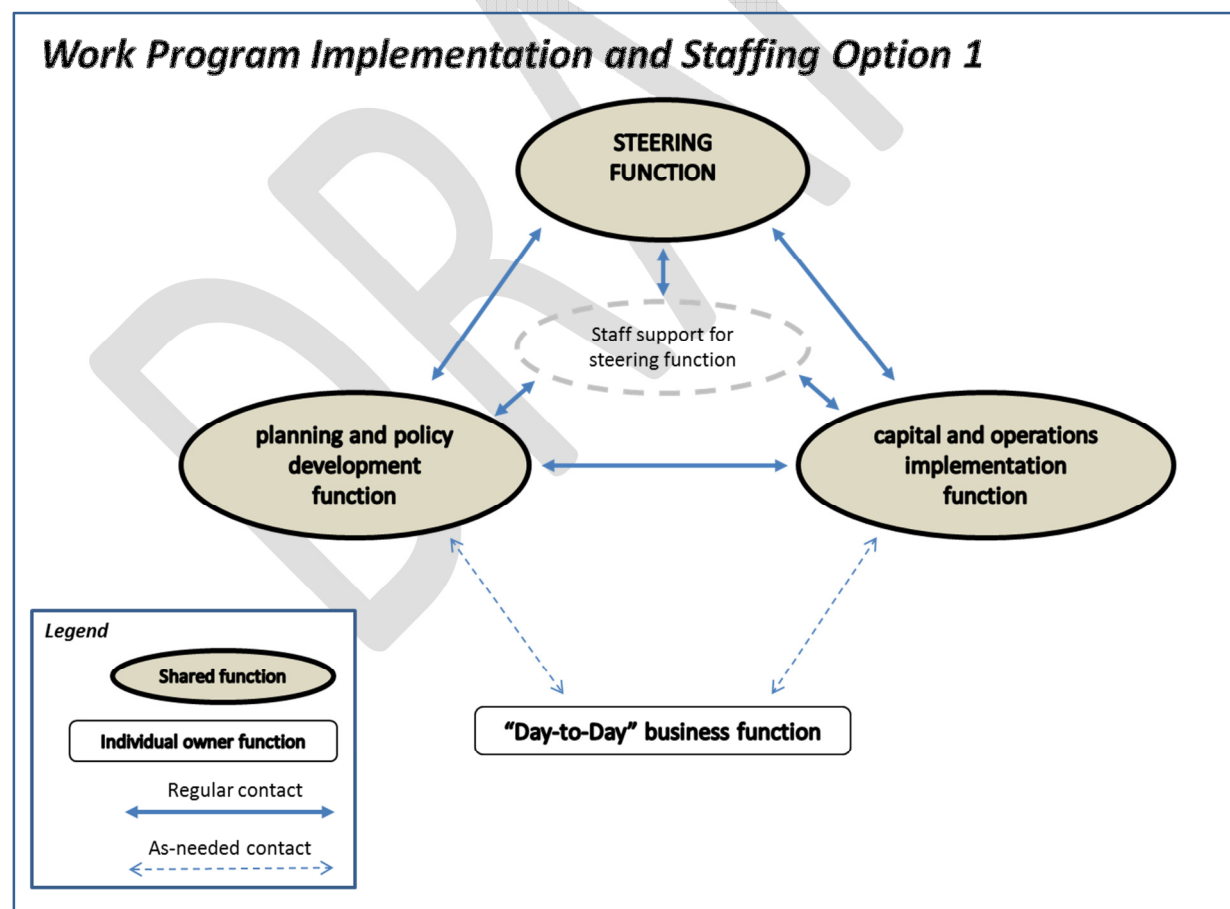 Work Program Implementation and Staffing Option 1
STEERING
FUNCTION
Staff support for
steering function
planning and policy
development
function
capital and operations
implementation
function
"Day-to-Day" business function
Legend
Shared function
Individual owner function
Regular contact
As-needed contact